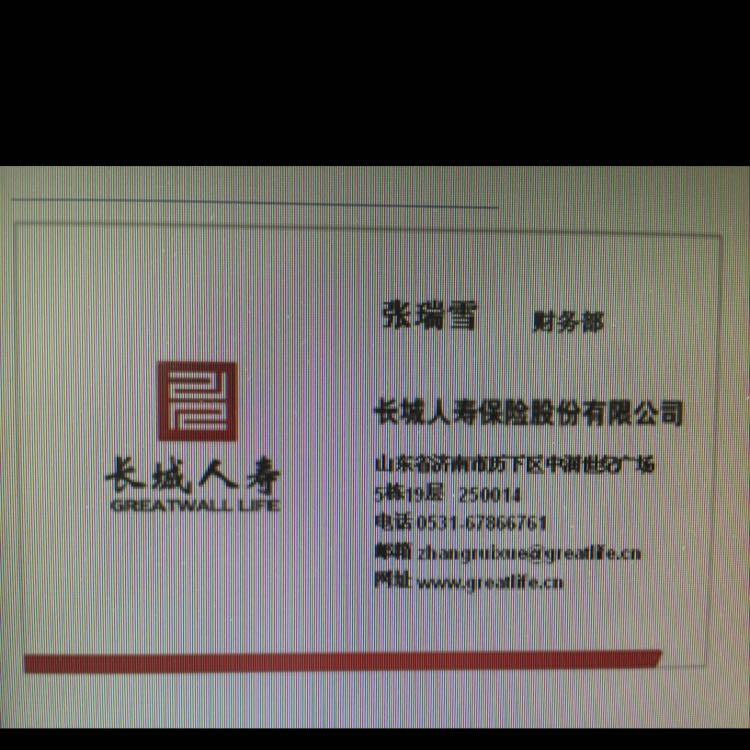 张瑞雪 财务部
长城人寿
GREATWALL LIFE
长城人寿保险股份有限公司
山东省济南市历下区中润世纪广场
5栋19层 250014
电话 0531-67866761
邮箱 zhangruixue@greatlife.cn
网址 www.greatlife.cn